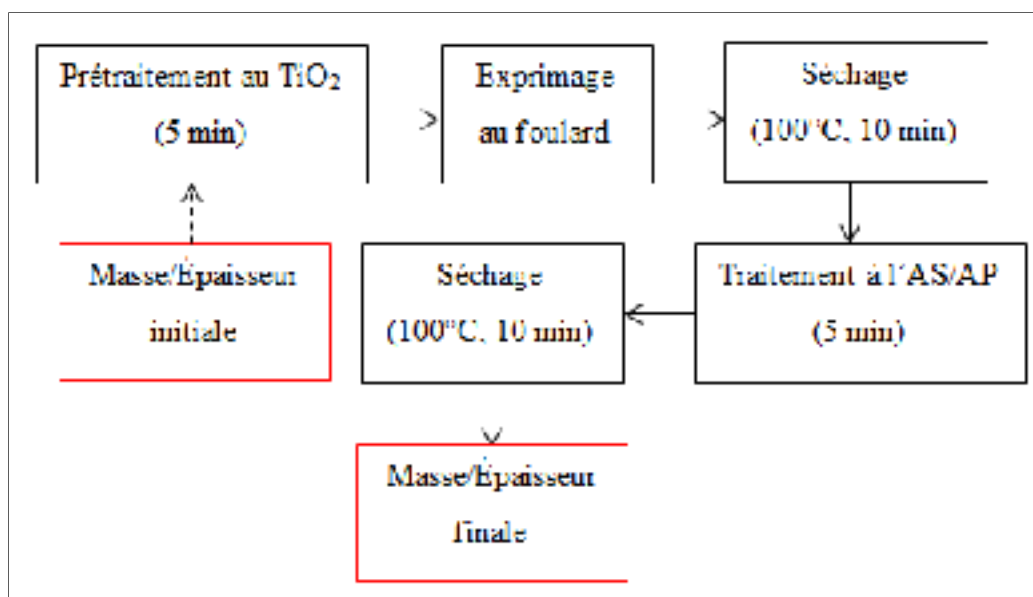 Prétraitement au TiO₂
(5 min)
Exprimage
au foulard
Séchage
(100°C, 10 min)
Masse/Épaisseur
initiale
Séchage
(100°C, 10 min)
Traitement à l'AS/AP
(5 min)
Masse/Épaisseur
finale